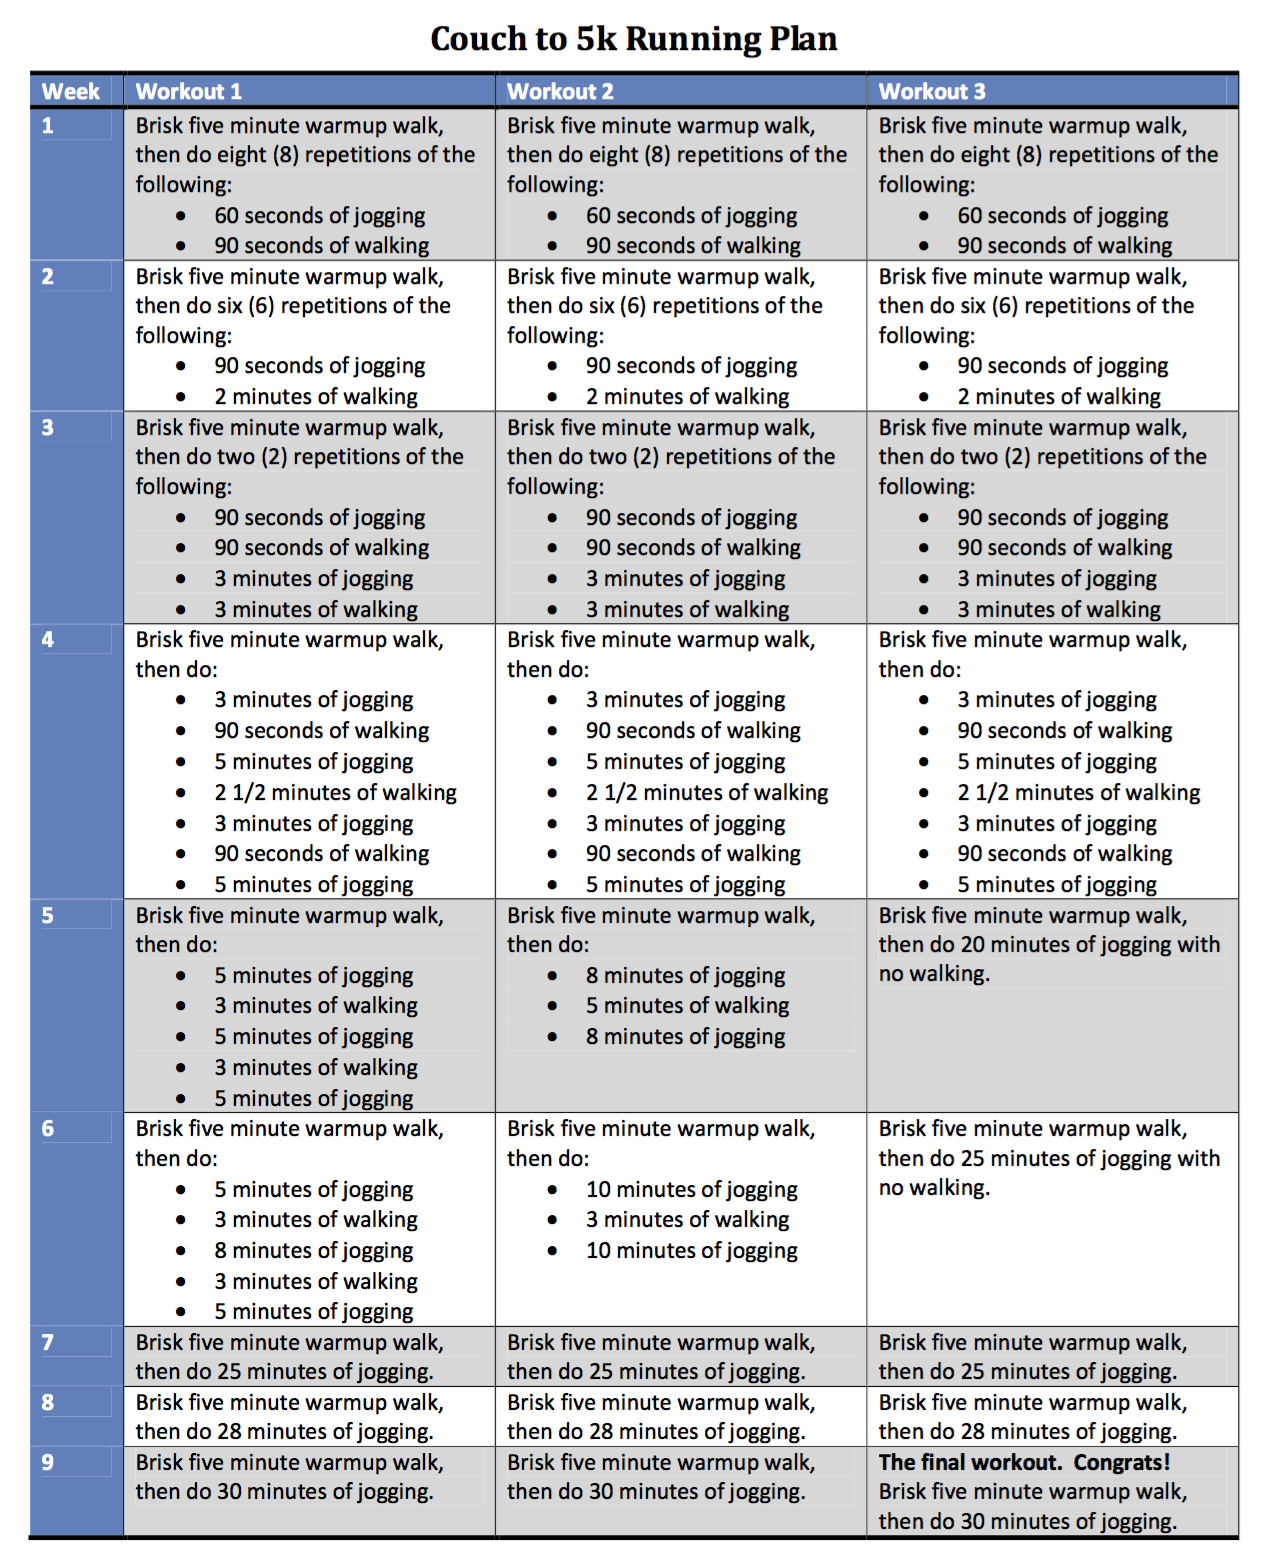 Couch to 5k Running Plan
Week Workout 1 Workout 2 Workout 3
1
Brisk five minute warmup walk,
then do eight (8) repetitions of the
following:
• 60 seconds of jogging
• 90 seconds of walking
Brisk five minute warmup walk,
then do eight (8) repetitions of the
following:
• 60 seconds of jogging
• 90 seconds of walking
Brisk five minute warmup walk,
then do eight (8) repetitions of the
following:
• 60 seconds of jogging
• 90 seconds of walking
2
Brisk five minute warmup walk,
then do six (6) repetitions of the
following:
• 90 seconds of jogging
• 2 minutes of walking
Brisk five minute warmup walk,
then do six (6) repetitions of the
following:
• 90 seconds of jogging
• 2 minutes of walking
Brisk five minute warmup walk,
then do six (6) repetitions of the
following:
• 90 seconds of jogging
• 2 minutes of walking
3
Brisk five minute warmup walk,
then do two (2) repetitions of the
following:
• 90 seconds of jogging
• 90 seconds of walking
• 3 minutes of jogging
• 3 minutes of walking
Brisk five minute warmup walk,
then do two (2) repetitions of the
following:
• 90 seconds of jogging
• 90 seconds of walking
• 3 minutes of jogging
• 3 minutes of walking
Brisk five minute warmup walk,
then do two (2) repetitions of the
following:
• 90 seconds of jogging
• 90 seconds of walking
• 3 minutes of jogging
• 3 minutes of walking
4
Brisk five minute warmup walk,
then do:
• 3 minutes of jogging
• 90 seconds of walking
• 5 minutes of jogging
• 2 1/2 minutes of walking
• 3 minutes of jogging
• 90 seconds of walking
• 5 minutes of jogging
Brisk five minute warmup walk,
then do:
• 3 minutes of jogging
• 90 seconds of walking
• 5 minutes of jogging
• 2 1/2 minutes of walking
• 3 minutes of jogging
• 90 seconds of walking
• 5 minutes of jogging
Brisk five minute warmup walk,
then do:
• 3 minutes of jogging
• 90 seconds of walking
• 5 minutes of jogging
• 2 1/2 minutes of walking
• 3 minutes of jogging
• 90 seconds of walking
• 5 minutes of jogging
5
Brisk five minute warmup walk,
then do:
• 5 minutes of jogging
• 3 minutes of walking
• 5 minutes of jogging
• 3 minutes of walking
• 5 minutes of jogging
Brisk five minute warmup walk,
then do:
• 8 minutes of jogging
• 5 minutes of walking
• 8 minutes of jogging
Brisk five minute warmup walk,
then do 20 minutes of jogging with
no walking.
6
Brisk five minute warmup walk,
then do:
• 5 minutes of jogging
• 3 minutes of walking
• 8 minutes of jogging
• 3 minutes of walking
• 5 minutes of jogging
Brisk five minute warmup walk,
then do:
• 10 minutes of jogging
• 3 minutes of walking
• 10 minutes of jogging
Brisk five minute warmup walk,
then do 25 minutes of jogging with
no walking.
7
Brisk five minute warmup walk,
then do 25 minutes of jogging.
Brisk five minute warmup walk,
then do 25 minutes of jogging.
Brisk five minute warmup walk,
then do 25 minutes of jogging.
8
Brisk five minute warmup walk,
then do 28 minutes of jogging.
Brisk five minute warmup walk,
then do 28 minutes of jogging.
Brisk five minute warmup walk,
then do 28 minutes of jogging.
9
Brisk five minute warmup walk,
then do 30 minutes of jogging.
Brisk five minute warmup walk,
then do 30 minutes of jogging.
The final workout. Congrats!
Brisk five minute warmup walk,
then do 30 minutes of jogging.